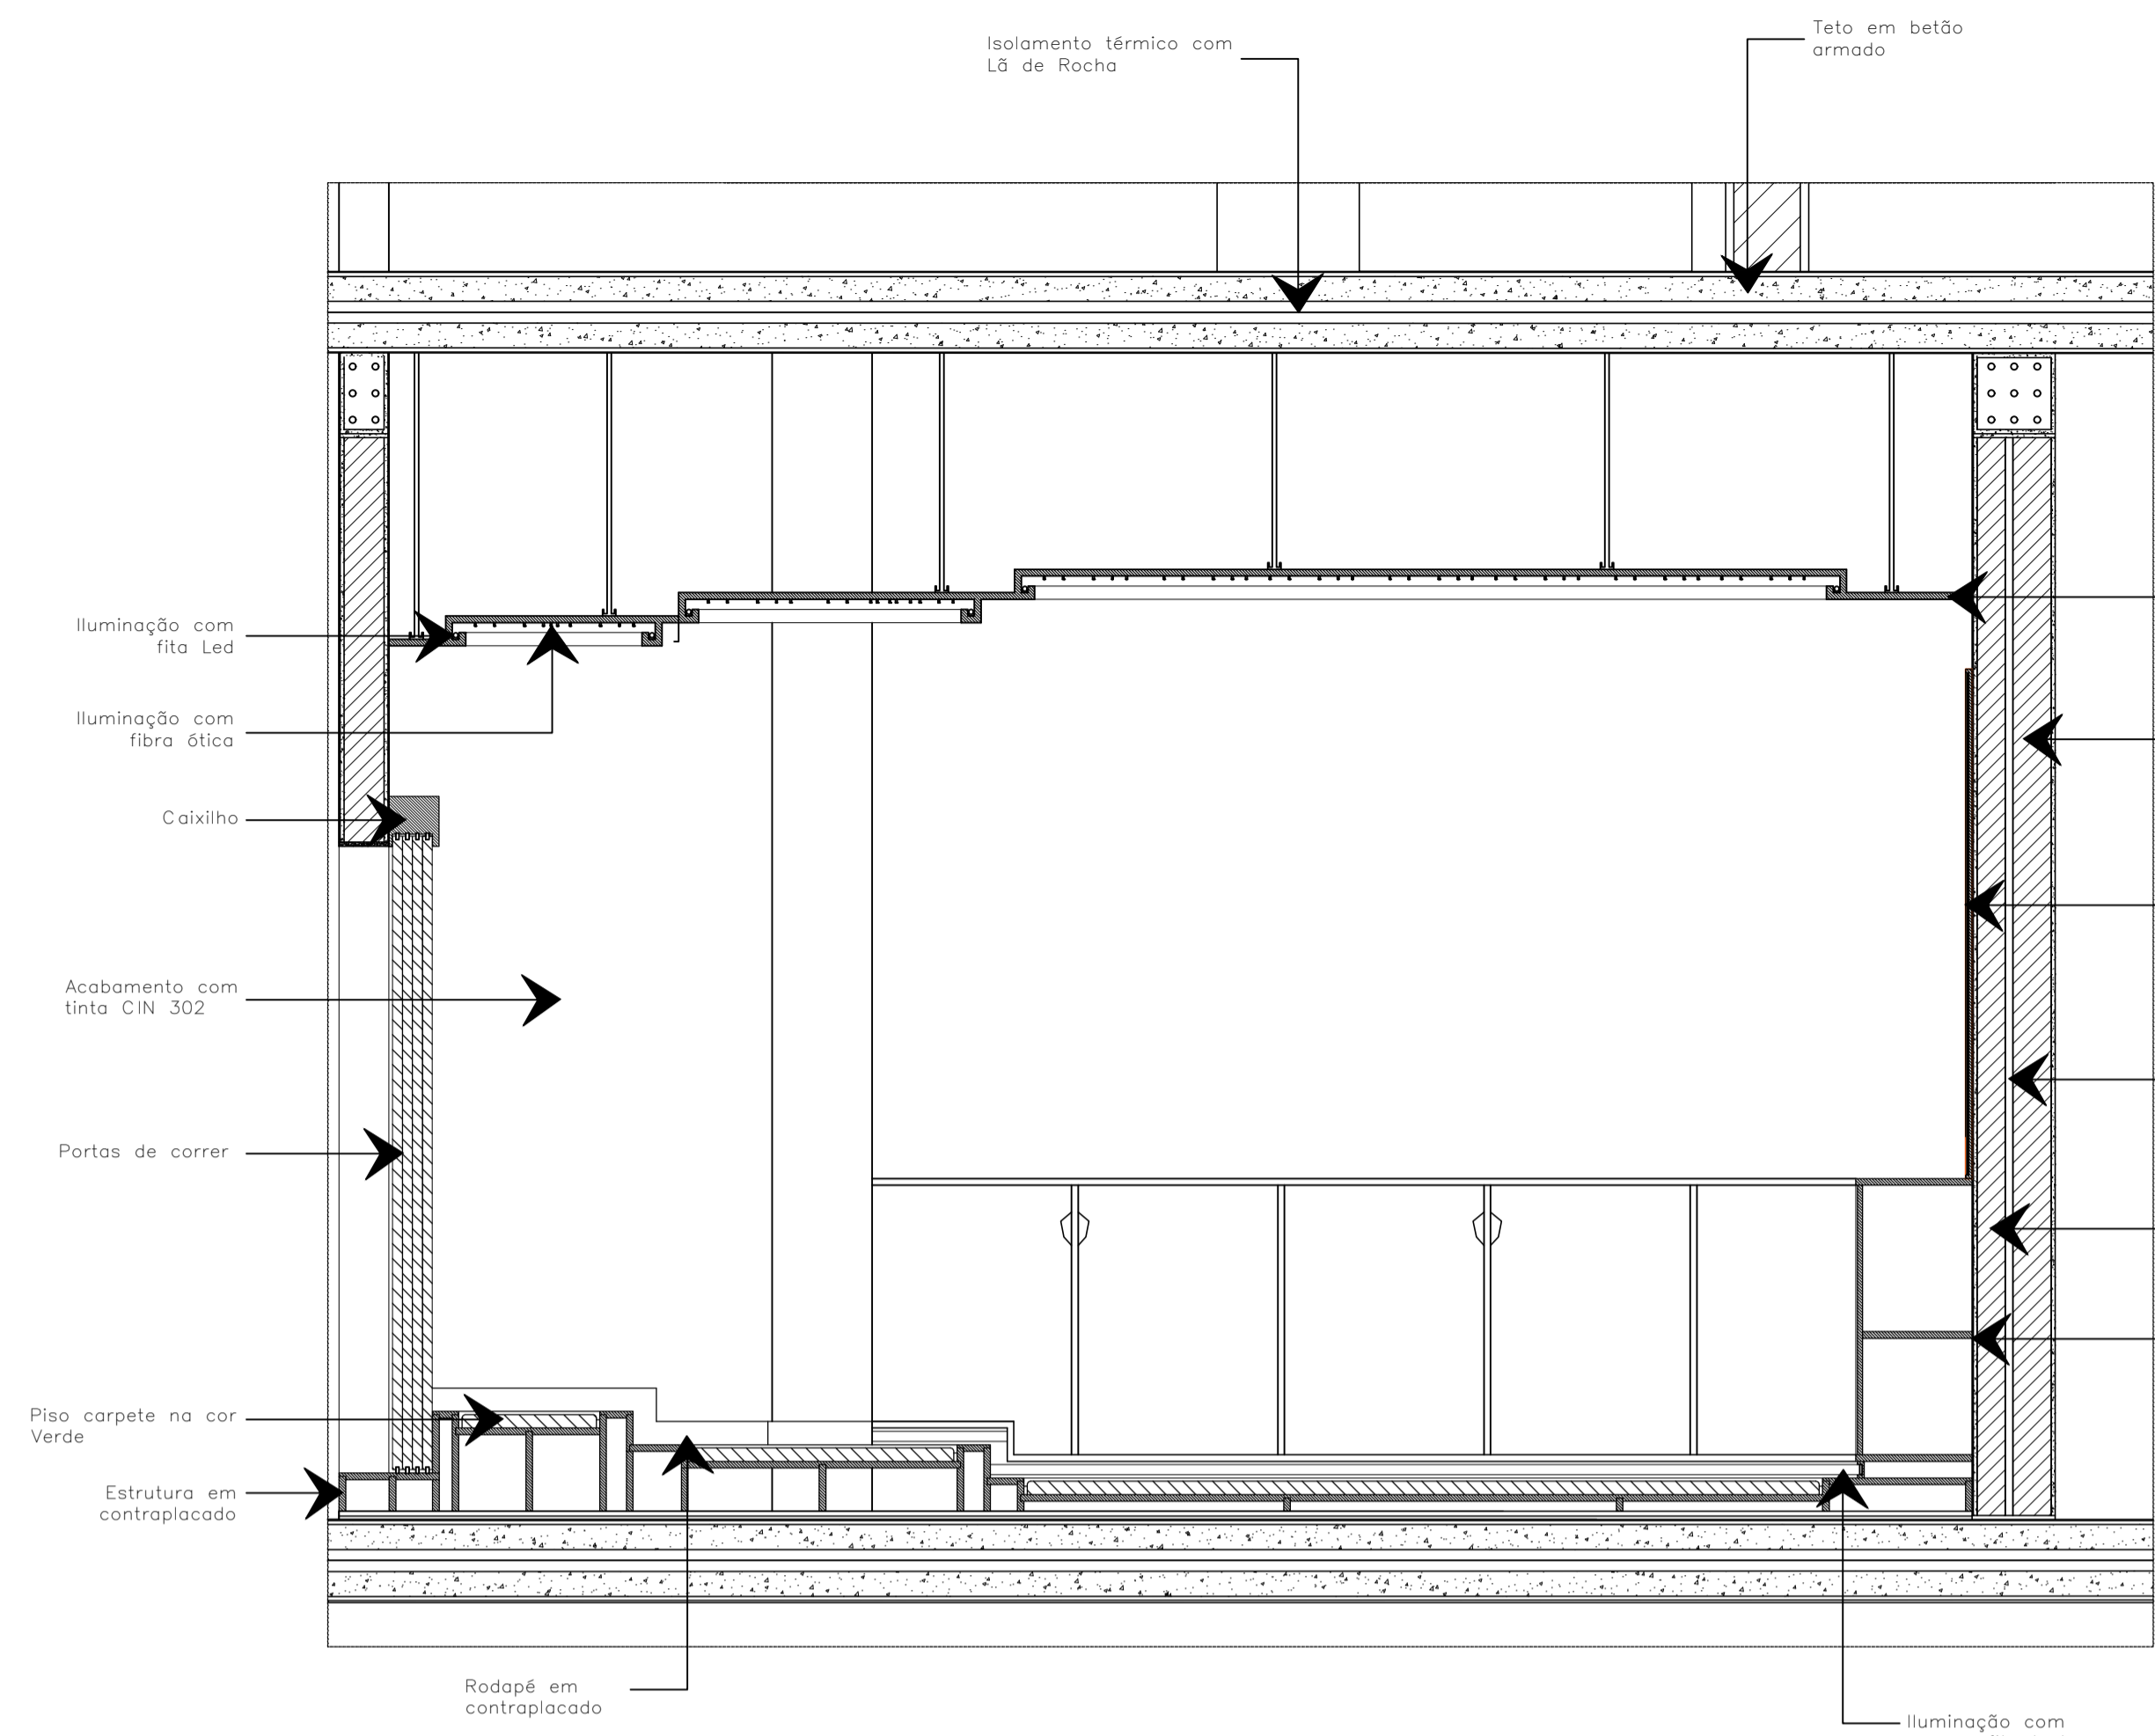 Teto em betão
armado
Isolamento térmico com
Lã de Rocha
Iluminação com
fita Led
Iluminação com
fibra ótica
Caixilho
Acabamento com
tinta CIN 302
Portas de correr
Piso carpete na cor
Verde
Estrutura em
contraplacado
Rodapé em
contraplacado
Iluminação com